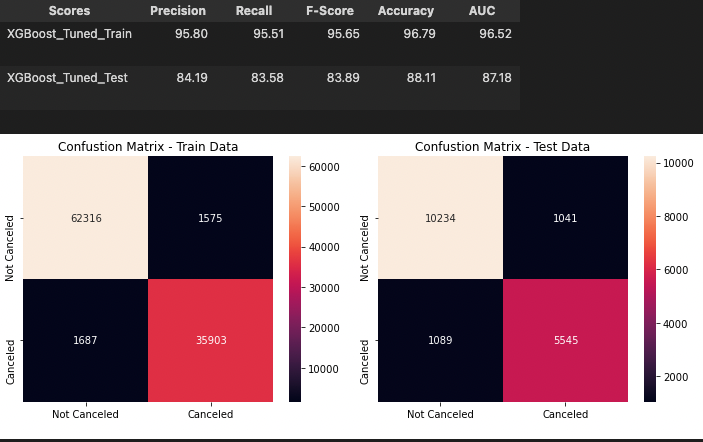 Scores Precision Recall F-Score Accuracy AUC
XGBoost_Tuned_Train 95.80 95.51 95.65 96.79 96.52
XGBoost_Tuned_Test 84.19 83.58 83.89 88.11 87.18
Confustion Matrix - Train Data
Not Canceled
Canceled
62316 1575
1687 35903
Not Canceled Canceled
60000
50000
40000
30000
20000
10000
Confustion Matrix - Test Data
Not Canceled
Canceled
10234 1041
1089 5545
Not Canceled Canceled
10000
8000
6000
4000
2000